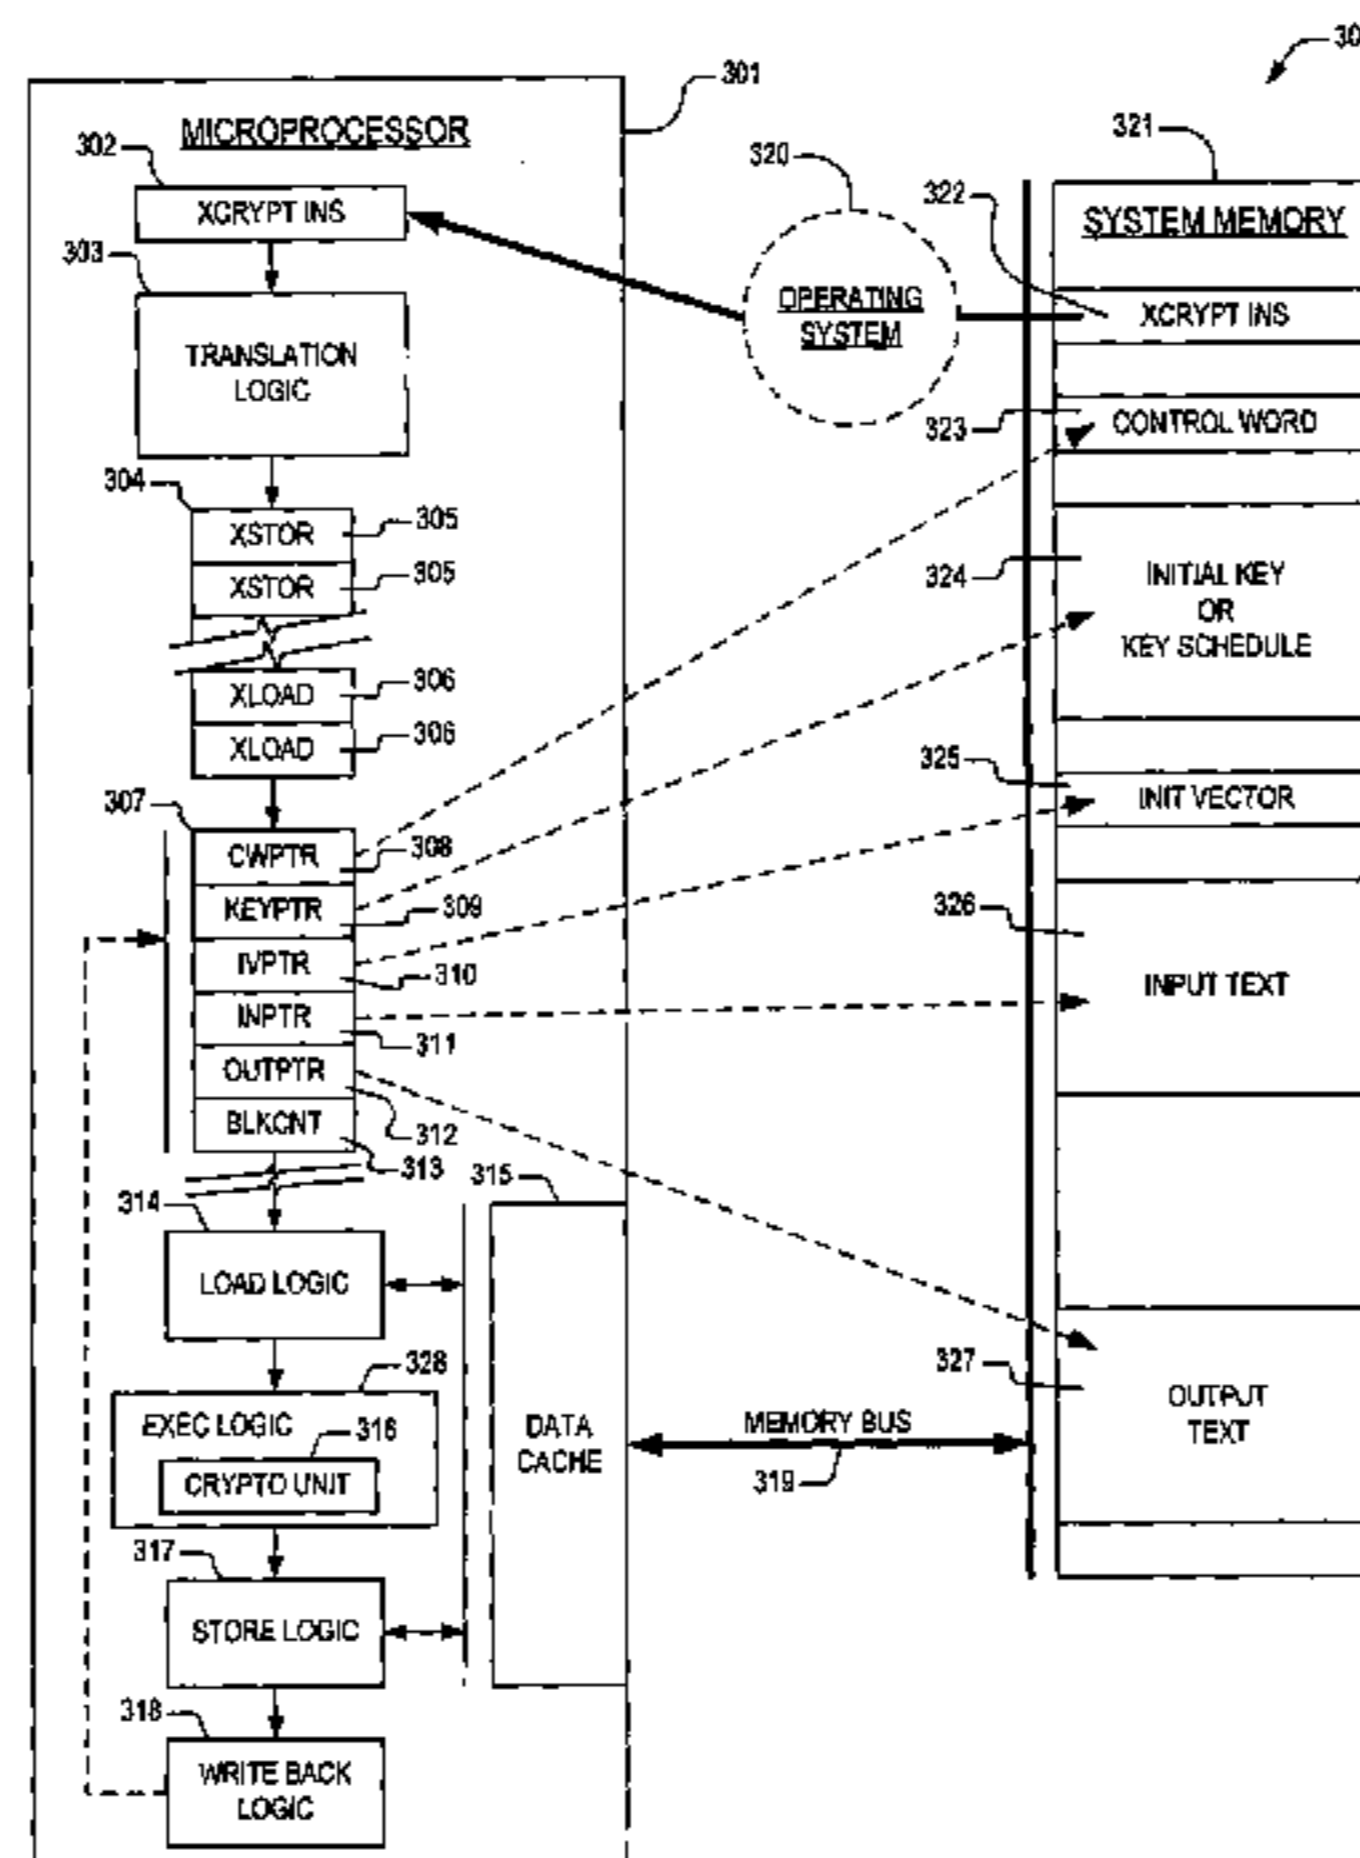 30
301
MICROPROCESSOR
302
XCRYPT INS
303
TRANSLATION
LOGIC
304
XSTOR
305
XSTOR
305
XLOAD
306
XLOAD
306
307
CWPTR
308
KEYPTR
309
IVPTR
310
INPTR
311
OUTPTR
312
BLKCNT
313
314
LOAD LOGIC
315
DATA
CACHE
328
EXEC LOGIC
316
CRYPTO UNIT
317
STORE LOGIC
318
WRITE BACK
LOGIC
320
OPERATING
SYSTEM
MEMORY BUS
319
321
SYSTEM MEMORY
322
XCRYPT INS
323
CONTROL WORD
324
INITIAL KEY
OR
KEY SCHEDULE
325
INIT VECTOR
326
INPUT TEXT
327
OUTPUT
TEXT